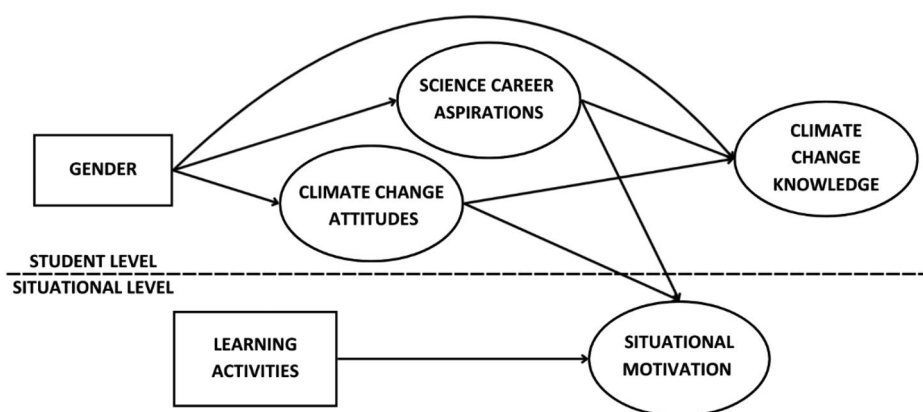 SCIENCE CAREER
ASPIRATIONS
CLIMATE
CHANGE
KNOWLEDGE
GENDER
CLIMATE CHANGE
ATTITUDES
STUDENT LEVEL
SITUATIONAL LEVEL
LEARNING
ACTIVITIES
SITUATIONAL
MOTIVATION